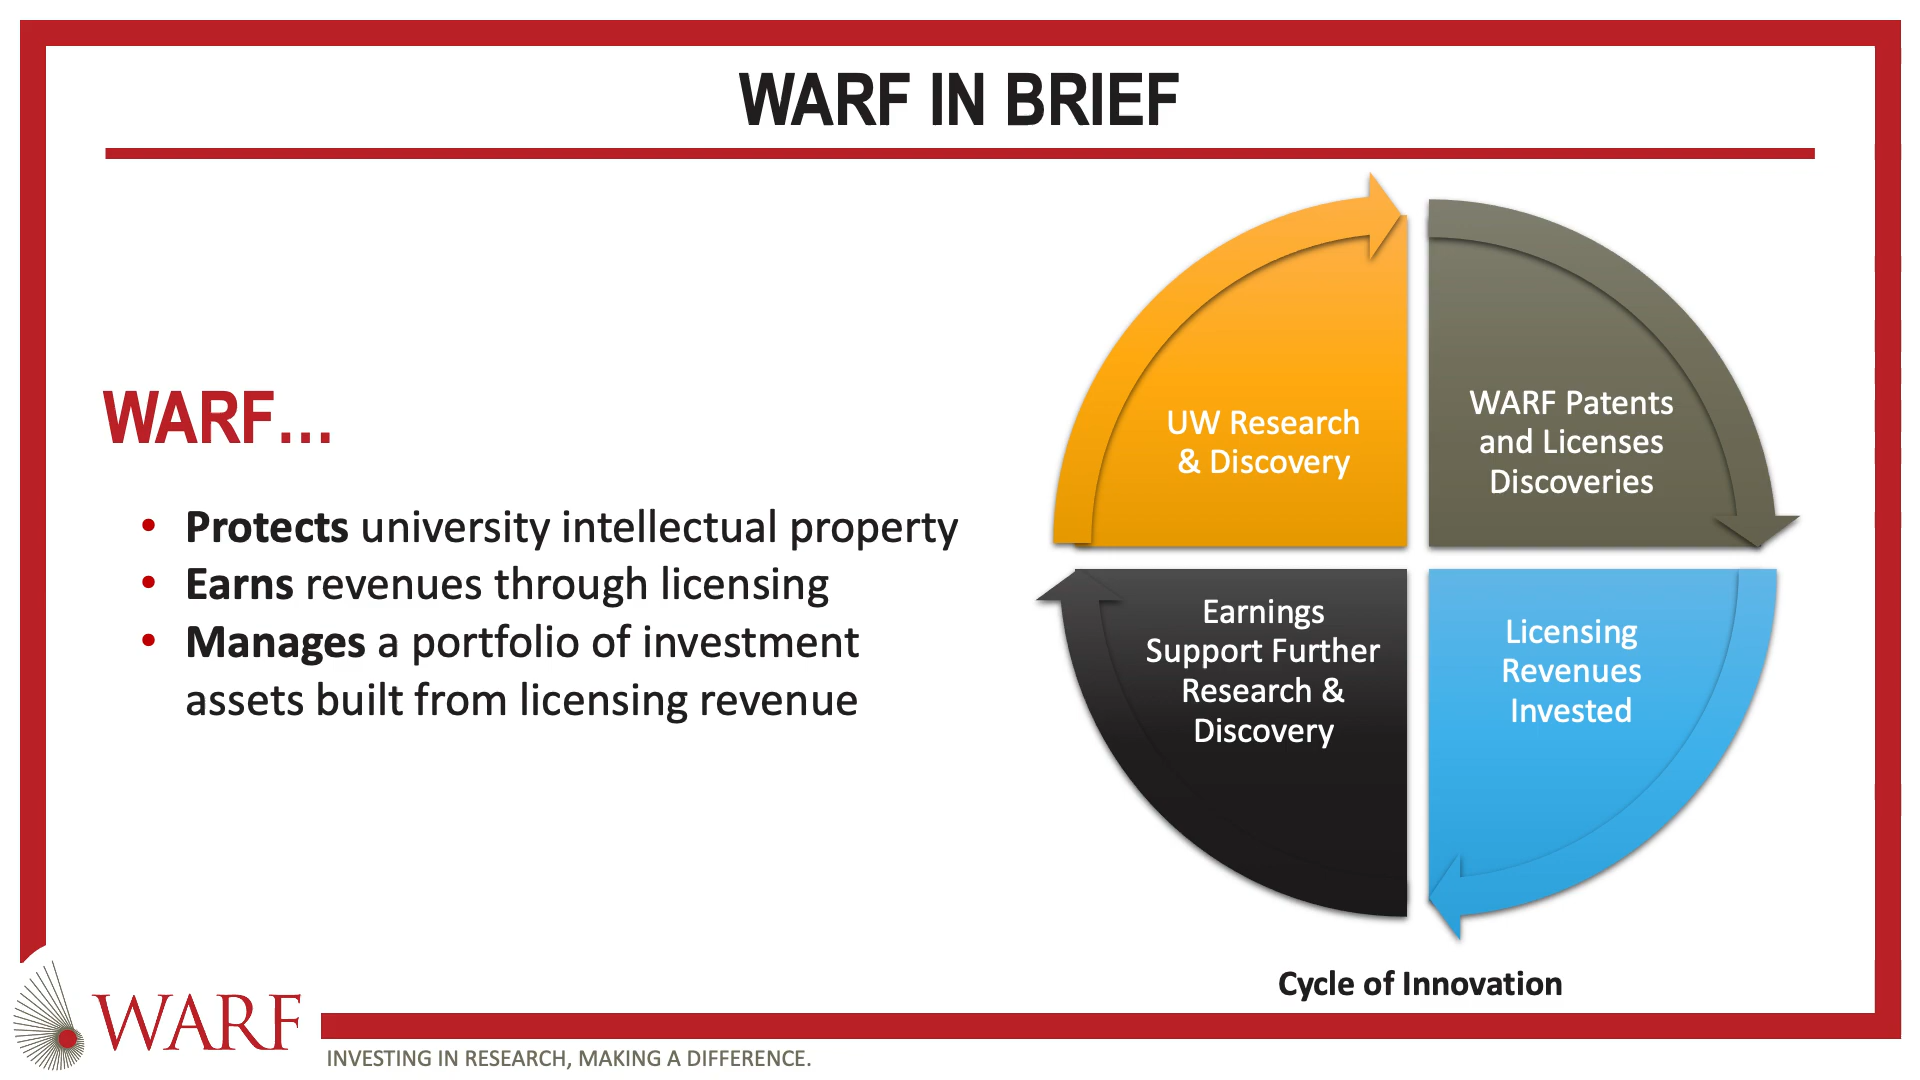 WARF IN BRIEF
WARF...
• Protects university intellectual property
• Earns revenues through licensing
• Manages a portfolio of investment
assets built from licensing revenue
UW Research
& Discovery
WARF Patents
and Licenses
Discoveries
Licensing
Revenues
Invested
Earnings
Support Further
Research &
Discovery
Cycle of Innovation
WARF
INVESTING IN RESEARCH, MAKING A DIFFERENCE.